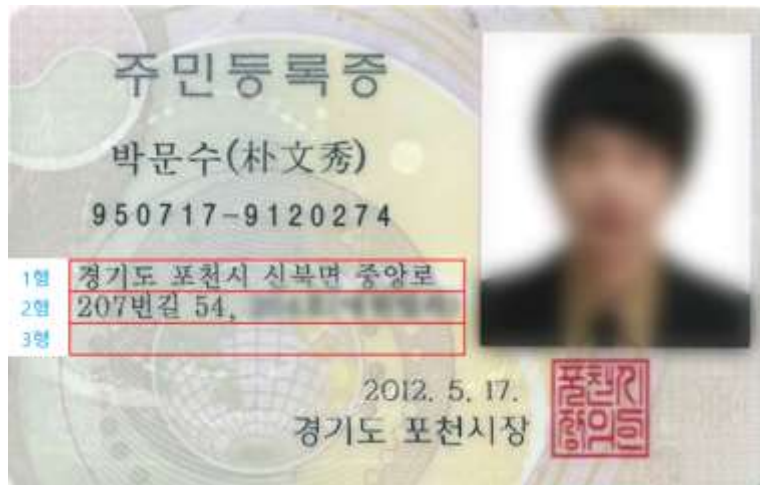 주민등록증
박문수(朴文秀)
950717-9120274
1행 경기도 포천시 신북면 중앙로
2행 207번길 54,
3행
2012. 5. 17.
경기도 포천시장